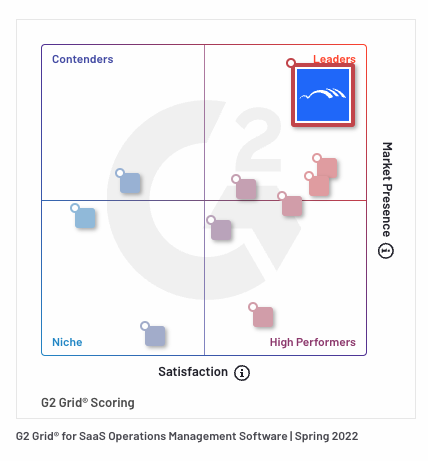 Contenders
Leaders
Market Presence
Niche
High Performers
Satisfaction
G2 Grid® Scoring
G2 Grid® for SaaS Operations Management Software | Spring 2022